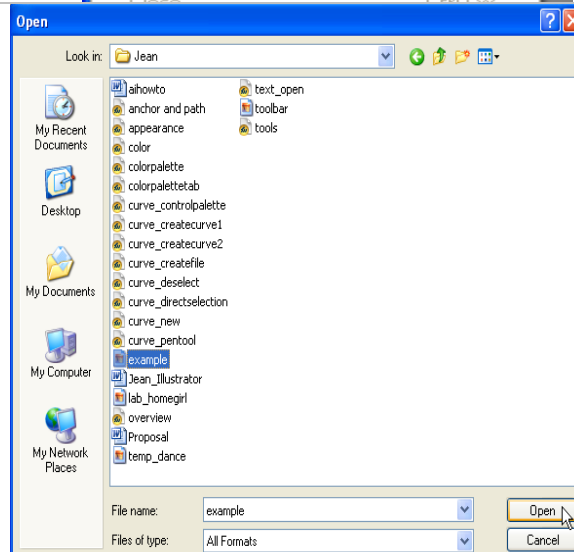 Open
Look in: Jean
My Recent Documents
Desktop
My Documents
My Computer
My Network Places
aihowto
anchor and path
appearance
color
colorpalette
colorpalettetab
curve_controlpalette
curve_createcurve1
curve_createcurve2
curve_createfile
curve_deselect
curve_directselection
curve_new
curve_pentool
example
Jean_Illustrator
lab_homegirl
overview
Proposal
temp_dance
text_open
toolbar
tools
File name: example Open
Files of type: All Formats Cancel